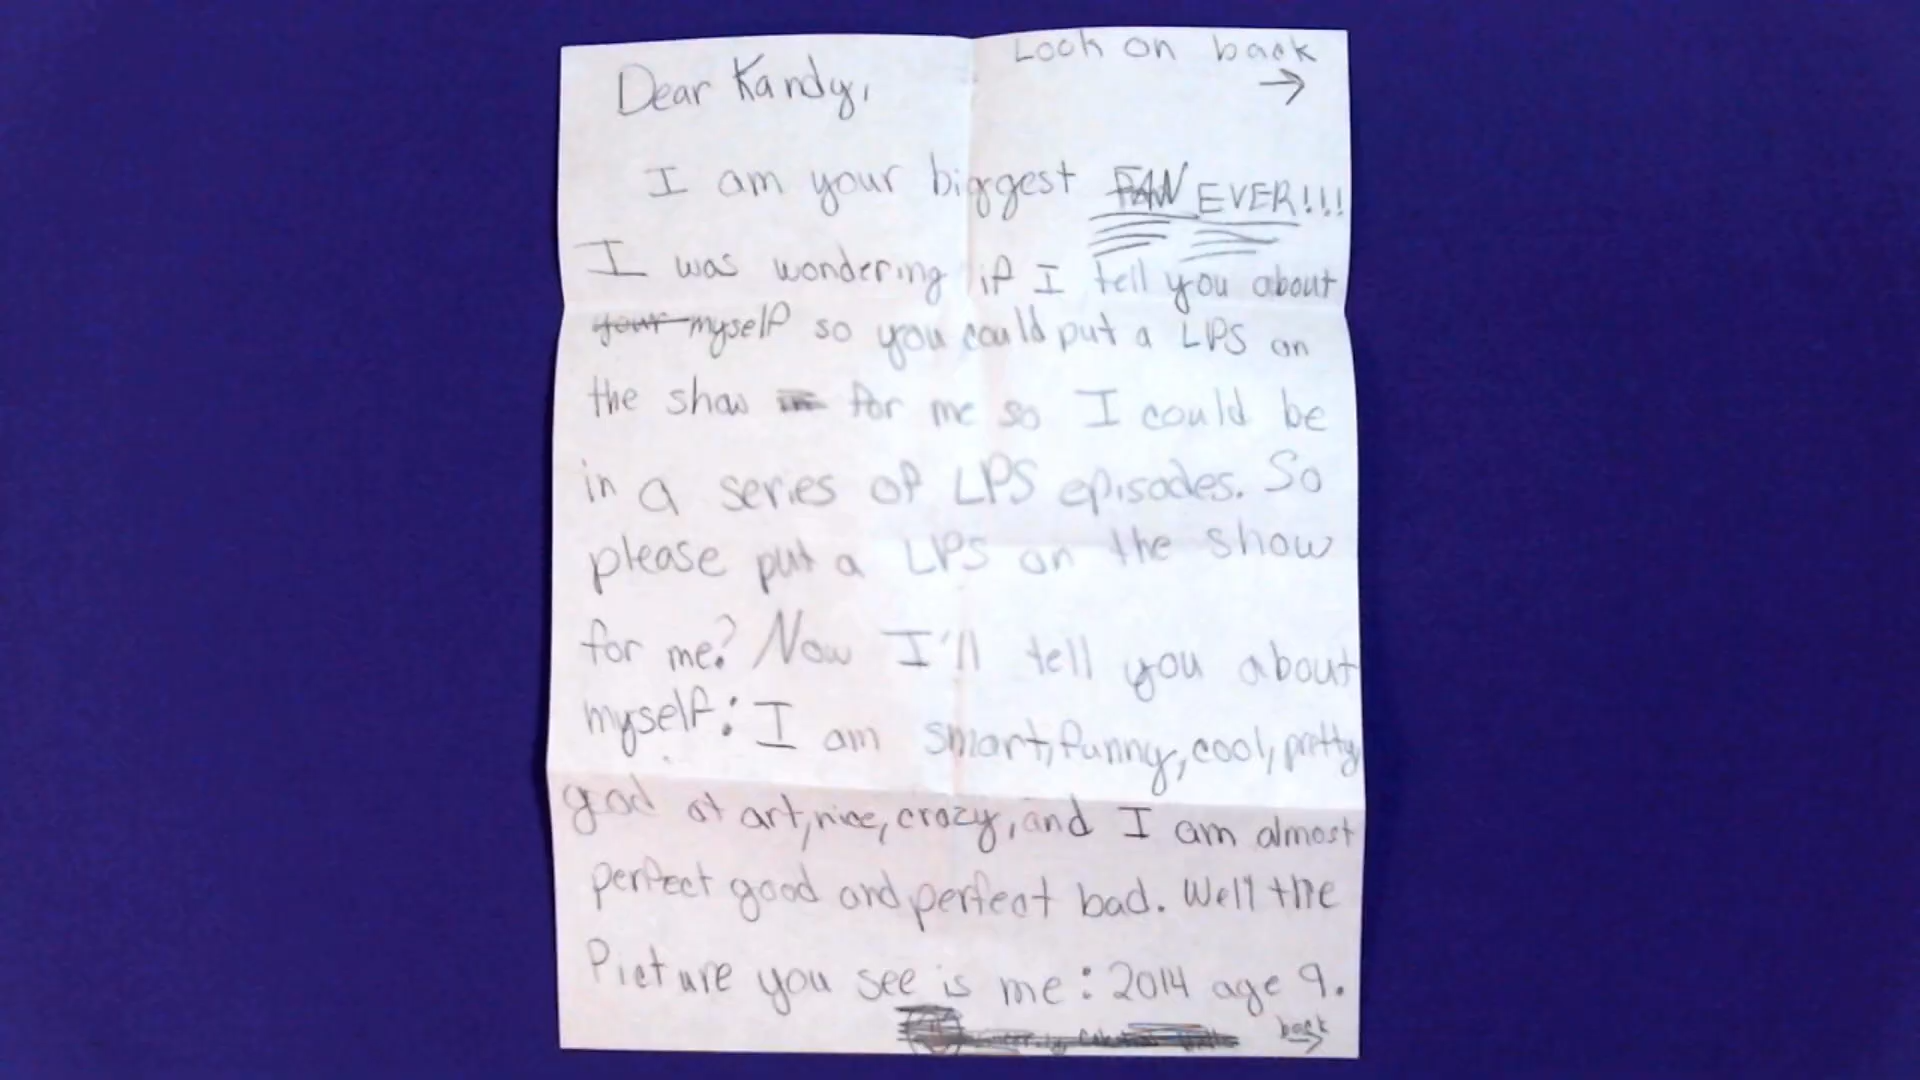 Look on back
→
Dear Kandy,
I am your biggest FAN EVER!!!
I was wondering if I tell you about
your myself so you could put a LPS on
the show for me so I could be
in a series of LPS episodes. So
please put a LPS on the show
for me? Now I'll tell you about
myself: I am smart, funny, cool, pretty,
good at art, nice, crazy, and I am almost
perfect good and perfect bad. Well the
Picture you see is me: 2014 age 9.
back
→